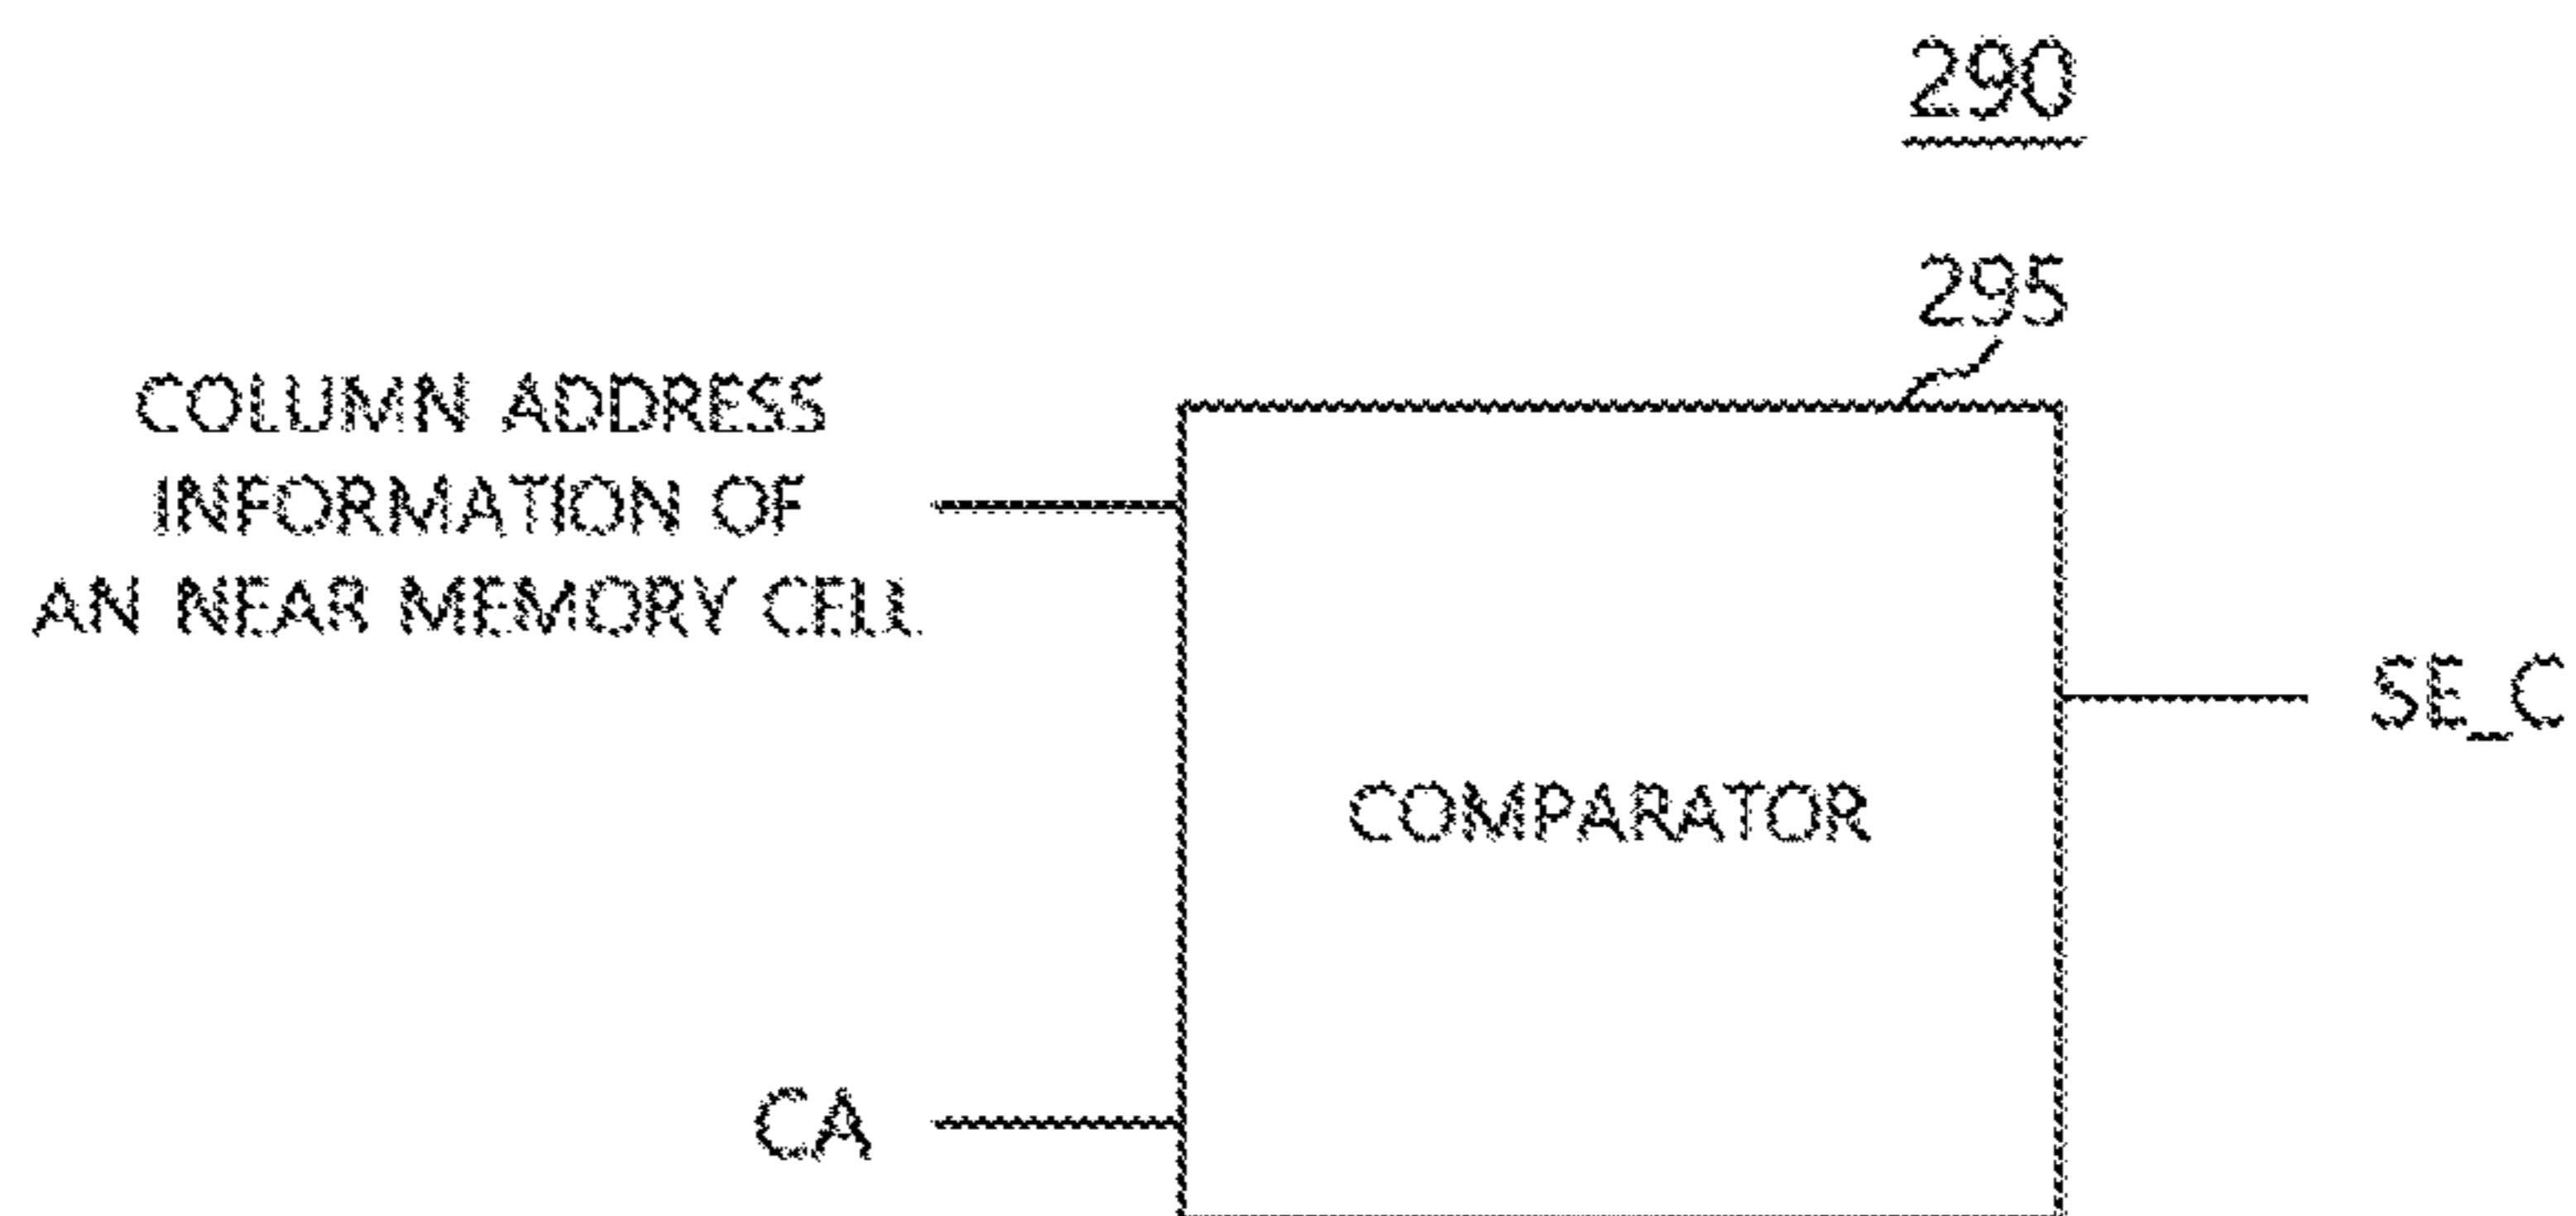 290
295
COLUMN ADDRESS
INFORMATION OF
AN NEAR MEMORY CELL
SE_C
COMPARATOR
CA